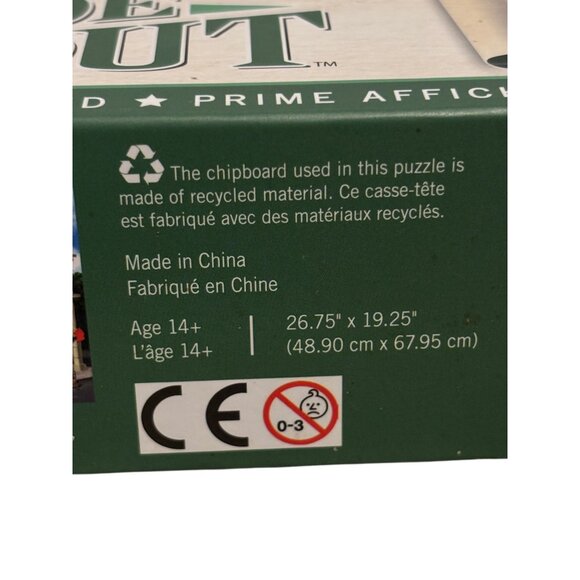 OUT™
D ★ PRIME AFFICH
The chipboard used in this puzzle is
made of recycled material. Ce casse-tête
est fabriqué avec des matériaux recyclés.
Made in China
Fabriqué en Chine
Age 14+
L'âge 14+
26.75" x 19.25"
(48.90 cm x 67.95 cm)
CE
0-3